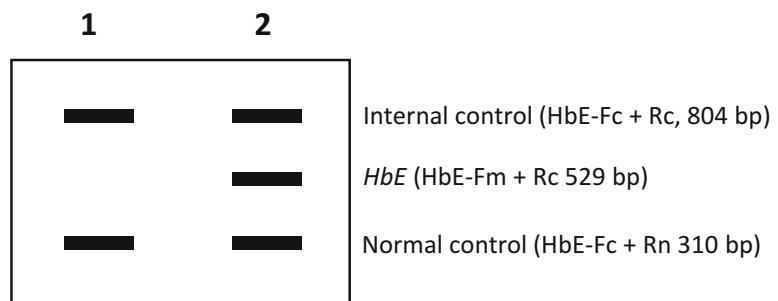 1 2
Internal control (HbE-Fc + Rc, 804 bp)
HbE (HbE-Fm + Rc 529 bp)
Normal control (HbE-Fc + Rn 310 bp)